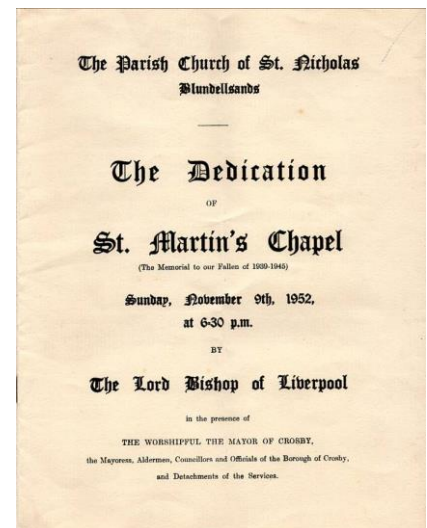 The Parish Church of St. Nicholas
Blundellsands
The Dedication
OF
St. Martin's Chapel
(The Memorial to our Fallen of 1939-1945)
Sunday, November 9th, 1952,
at 6-30 p.m.
BY
The Lord Bishop of Liverpool
in the presence of
THE WORSHIPFUL THE MAYOR OF CROSBY,
the Mayoress, Aldermen, Councillors and Officials of the Borough of Crosby,
and Detachments of the Services.